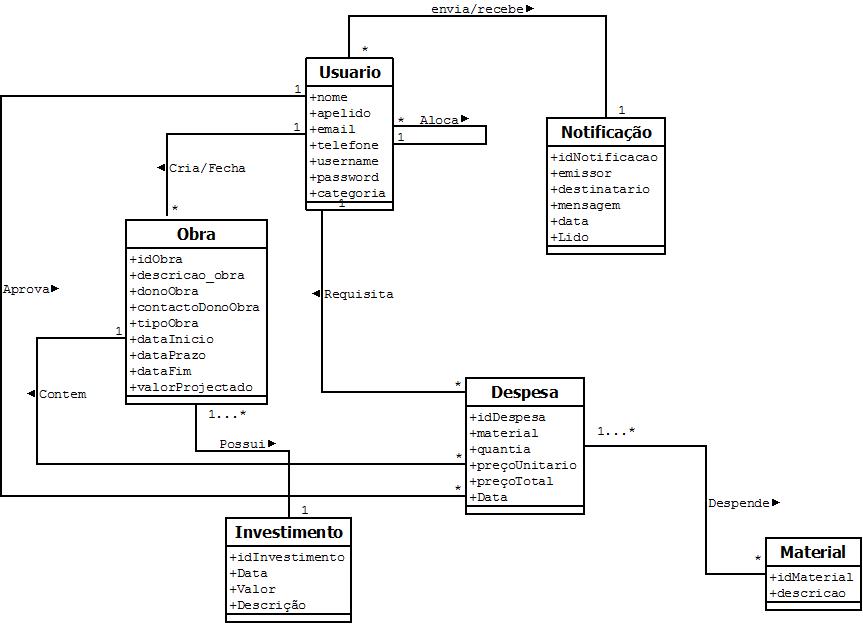 envia/recebe
*
1
Usuario
+nome
+apelido
+email
+telefone
+username
+password
+categoria
1
1
1
*
Aloca
1
Notificação
+idNotificacao
+emissor
+destinatario
+mensagem
+data
+Lido
Cria/Fecha
*
Obra
+idObra
+descricao_obra
+donoObra
+contactoDonoObra
+tipoObra
+dataInicio
+dataPrazo
+dataFim
+valorProjectado
Aprova
Requisita
1
Contem
1...*
Possui
*
*
*
Despesa
+idDespesa
+material
+quantia
+preçoUnitario
+preçoTotal
+Data
1...*
Despende
*
1
Investimento
+idInvestimento
+Data
+Valor
+Descrição
Material
+idMaterial
+descricao